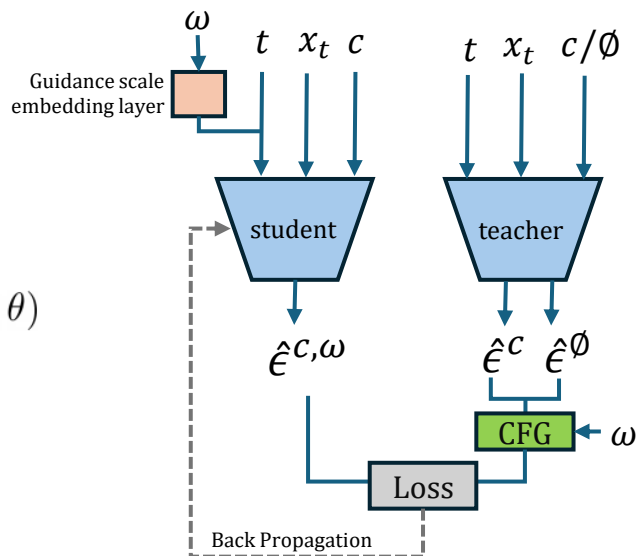 ω
t x_t c t x_t c/∅
Guidance scale
embedding layer
student teacher
θ)
ϵ̂^{c,ω} ϵ̂^c ϵ̂^∅
CFG ω
Loss
Back Propagation